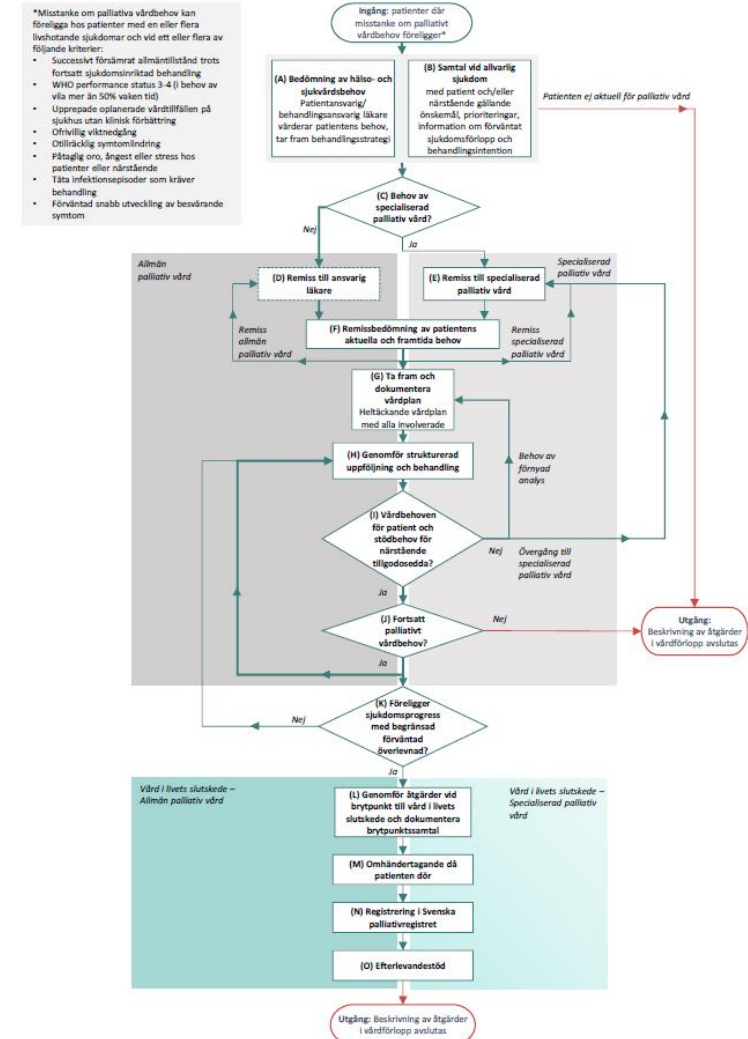 *Misstanke om palliativa vårdbehov kan
föreligga hos patienter med en eller flera
livshotande sjukdomar och vid ett eller flera av
följande kriterier:
• Successivt försämrat allmäntillstånd trots
fortsatt sjukdomsinriktad behandling
• WHO performance status 3-4 (i behov av
vila mer än 50% vaken tid)
• Upprepade oplanerade vårdtillfällen på
sjukhus utan klinisk förbättring
• Ofrivillig viktnedgång
• Otillräcklig symtomlindring
• Påtaglig oro, ångest eller stress hos
patienter eller närstående
• Täta infektionsepisoder som kräver
behandling
• Förväntad snabb utveckling av besvärande
symtom
Ingång: patienter där
misstanke om palliativt
vårdbehov föreligger*
(A) Bedömning av hälso- och
sjukvårdsbehov
Patientansvarig/
behandlingsansvarig läkare
värderar patientens behov,
tar fram behandlingsstrategi
(B) Samtal vid allvarlig
sjukdom
med patient och/eller
närstående gällande
önskemål, prioriteringar,
information om förväntat
sjukdomsförlopp och
behandlingsintention
Patienten ej aktuell för palliativ vård
(C) Behov av
specialiserad
palliativ vård?
Nej
Ja
Allmän
palliativ vård
Specialiserad
palliativ vård
(D) Remiss till ansvarig
läkare
(E) Remiss till specialiserad
palliativ vård
(F) Remissbedömning av patientens
aktuella och framtida behov
Remiss
allmän
palliativ vård
Remiss
specialiserad
palliativ vård
(G) Ta fram och
dokumentera
vårdplan
Heltäckande vårdplan
med alla involverade
(H) Genomför strukturerad
uppföljning och behandling
Behov av
förnyad
analys
(I) Vårdbehoven
för patient och
stödbehov för
närstående
tillgodosedda?
Nej
Övergång till
specialiserad
palliativ vård
Ja
(J) Fortsatt
palliativt
vårdbehov?
Nej
Utgång:
Beskrivning av åtgärder
i vårdförlopp avslutas
Ja
(K) Föreligger
sjukdomsprogress
med begränsad
förväntad
överlevnad?
Nej
Ja
Vård i livets slutskede –
Allmän palliativ vård
Vård i livets slutskede –
Specialiserad palliativ
vård
(L) Genomför åtgärder vid
brytpunkt till vård i livets
slutskede och dokumentera
brytpunktssamtal
(M) Omhändertagande då
patienten dör
(N) Registrering i Svenska
palliativregistret
(O) Efterlevandestöd
Utgång: Beskrivning av åtgärder
i vårdförlopp avslutas